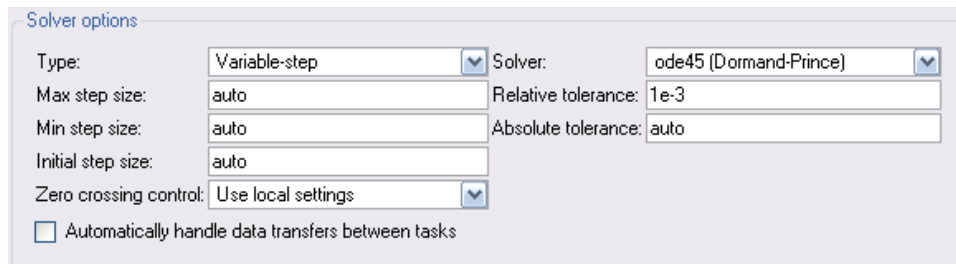 Solver options
Type: Variable-step Solver: ode45 (Dormand-Prince)
Max step size: auto Relative tolerance: 1e-3
Min step size: auto Absolute tolerance: auto
Initial step size: auto
Zero crossing control: Use local settings
Automatically handle data transfers between tasks